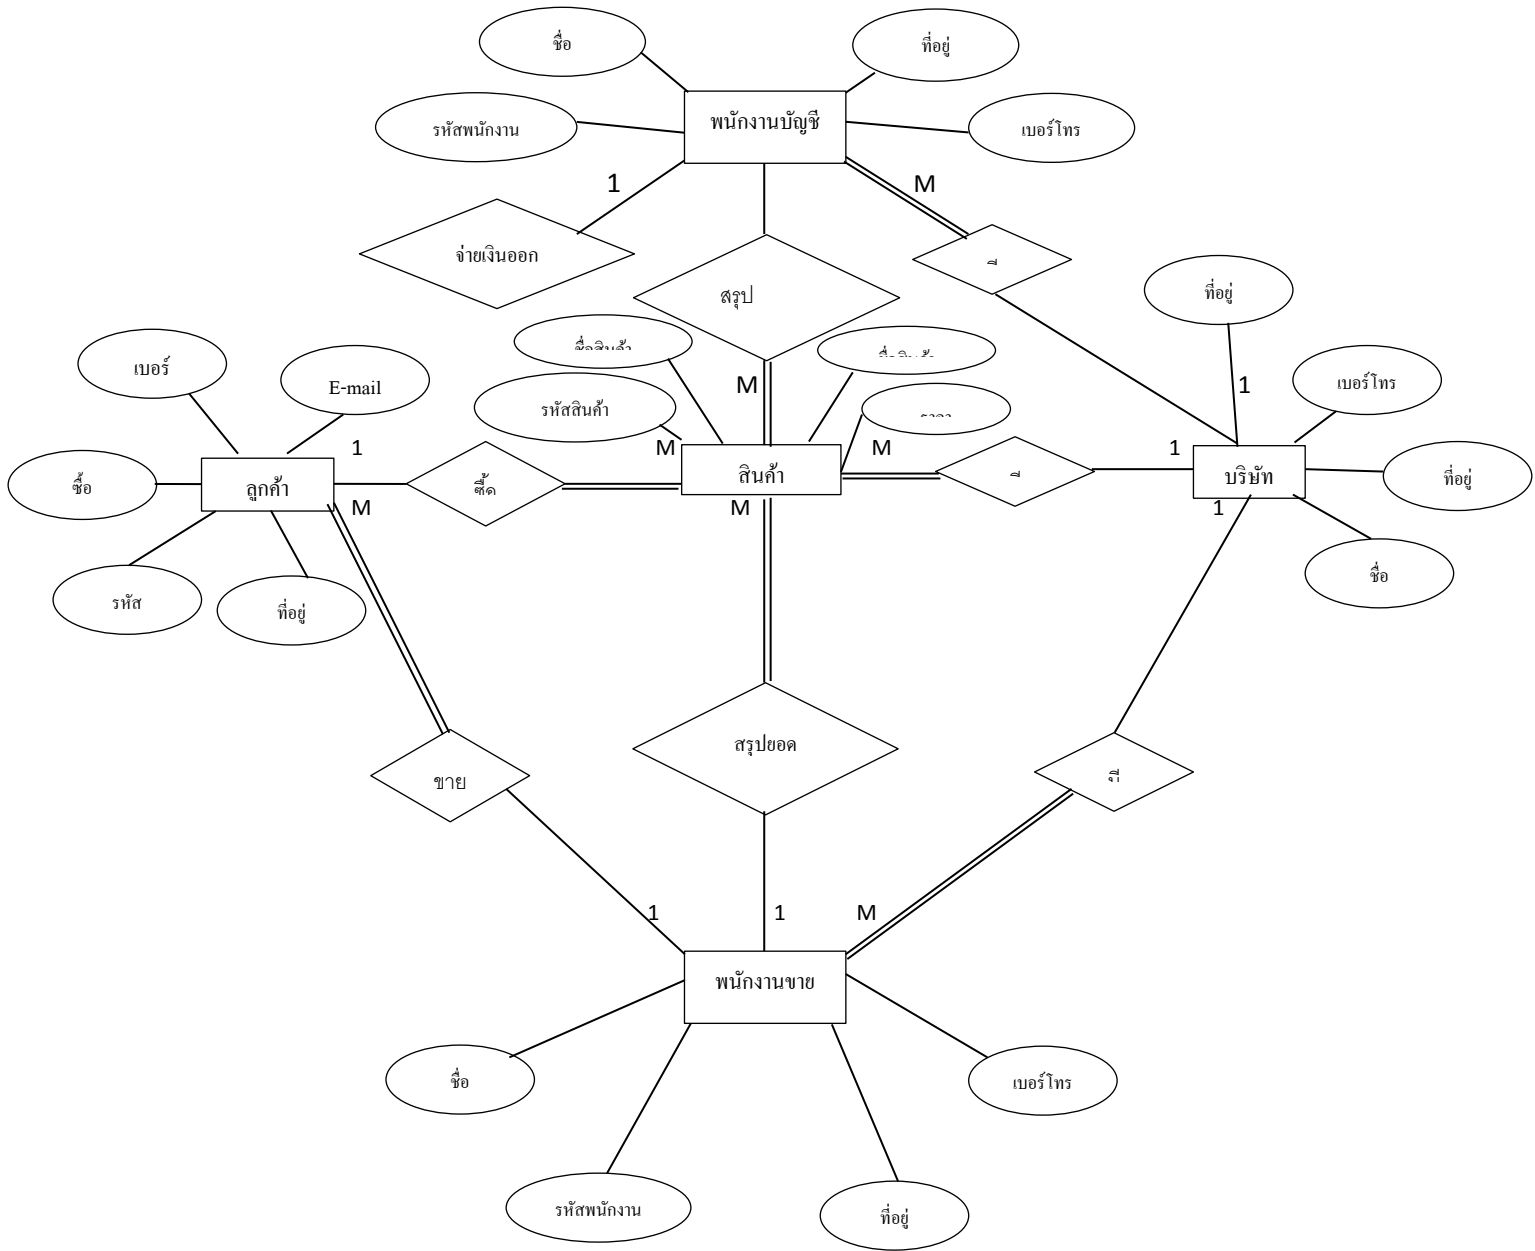 ชื่อ
ที่อยู่
พนักงานบัญชี
รหัสพนักงาน
เบอร์โทร
1
M
จ่ายเงินออก
สรุป
ที่อยู่
ชื่อสินค้า
เบอร์
E-mail
M
1
เบอร์โทร
รหัสสินค้า
1
M
M
1
ซื้อ
ลูกค้า
สินค้า
บริษัท
ที่อยู่
M
M
1
รหัส
ที่อยู่
ชื่อ
สรุปยอด
ขาย
1
1
M
พนักงานขาย
ชื่อ
เบอร์โทร
รหัสพนักงาน
ที่อยู่